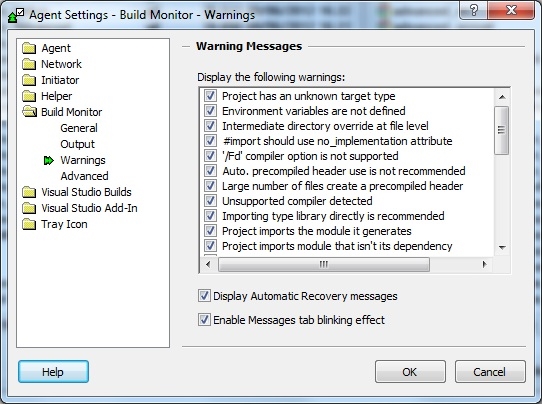 Agent Settings - Build Monitor - Warnings
Agent
Network
Initiator
Helper
Build Monitor
General
Output
Warnings
Advanced
Visual Studio Builds
Visual Studio Add-In
Tray Icon
Warning Messages
Display the following warnings:
Project has an unknown target type
Environment variables are not defined
Intermediate directory override at file level
#import should use no_implementation attribute
'/Fd' compiler option is not supported
Auto. precompiled header use is not recommended
Large number of files create a precompiled header
Unsupported compiler detected
Importing type library directly is recommended
Project imports the module it generates
Project imports module that isn't its dependency
Display Automatic Recovery messages
Enable Messages tab blinking effect
Help
OK
Cancel